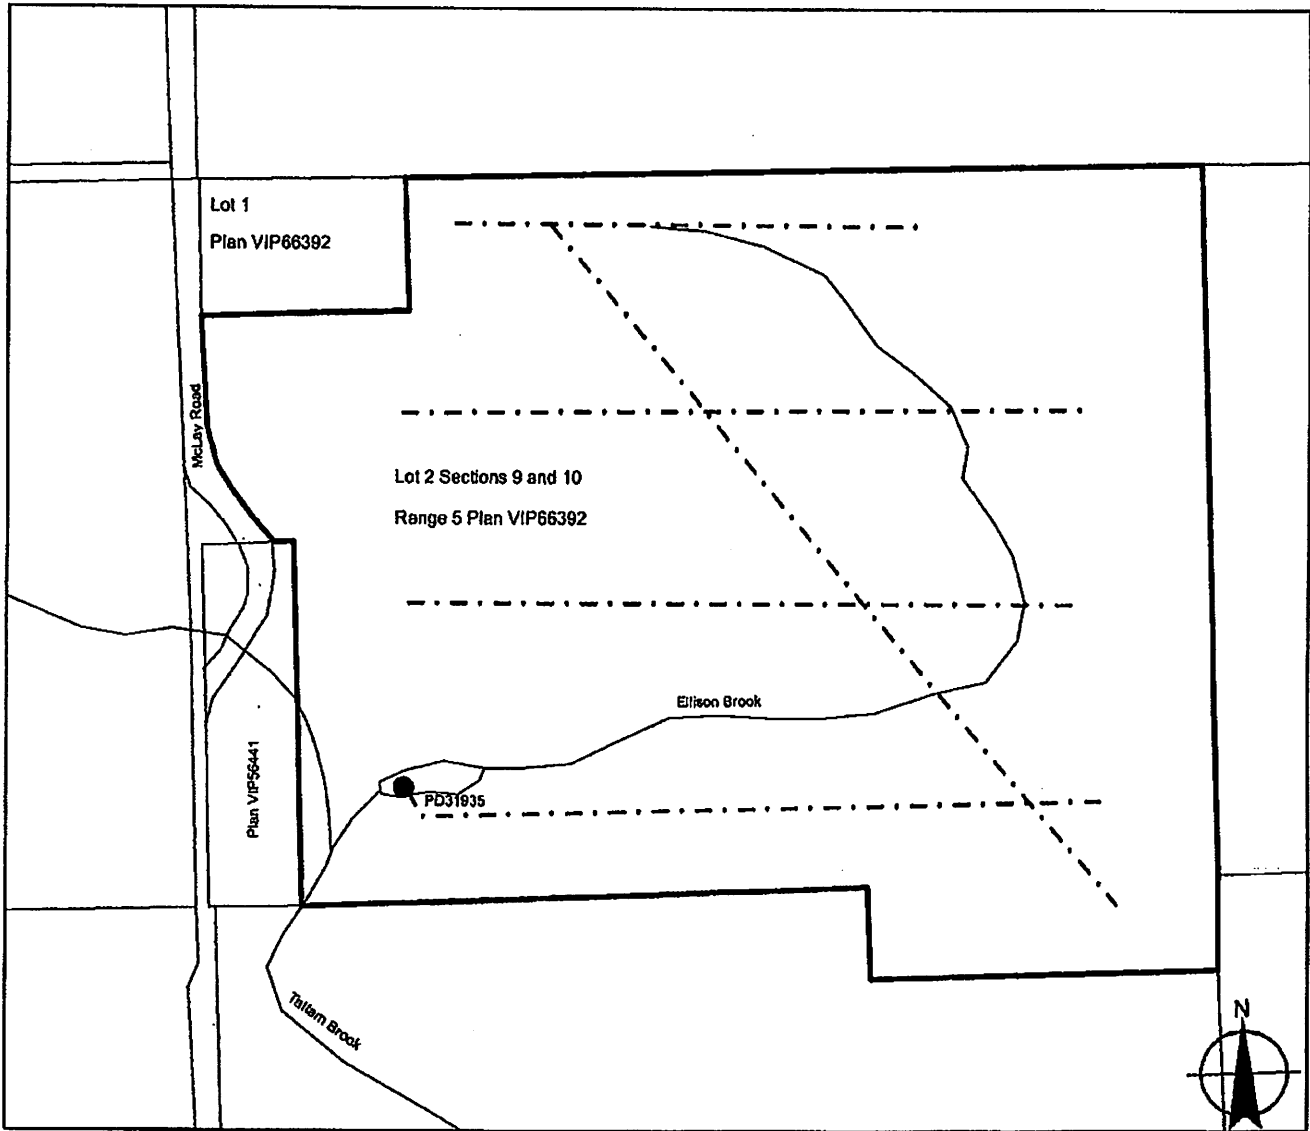 Lot 1
Plan VIP66392
McLay Road
Lot 2 Sections 9 and 10
Range 5 Plan VIP66392
Ellison Brook
Plan VIP56441
PD31935
Tattam Brook
N